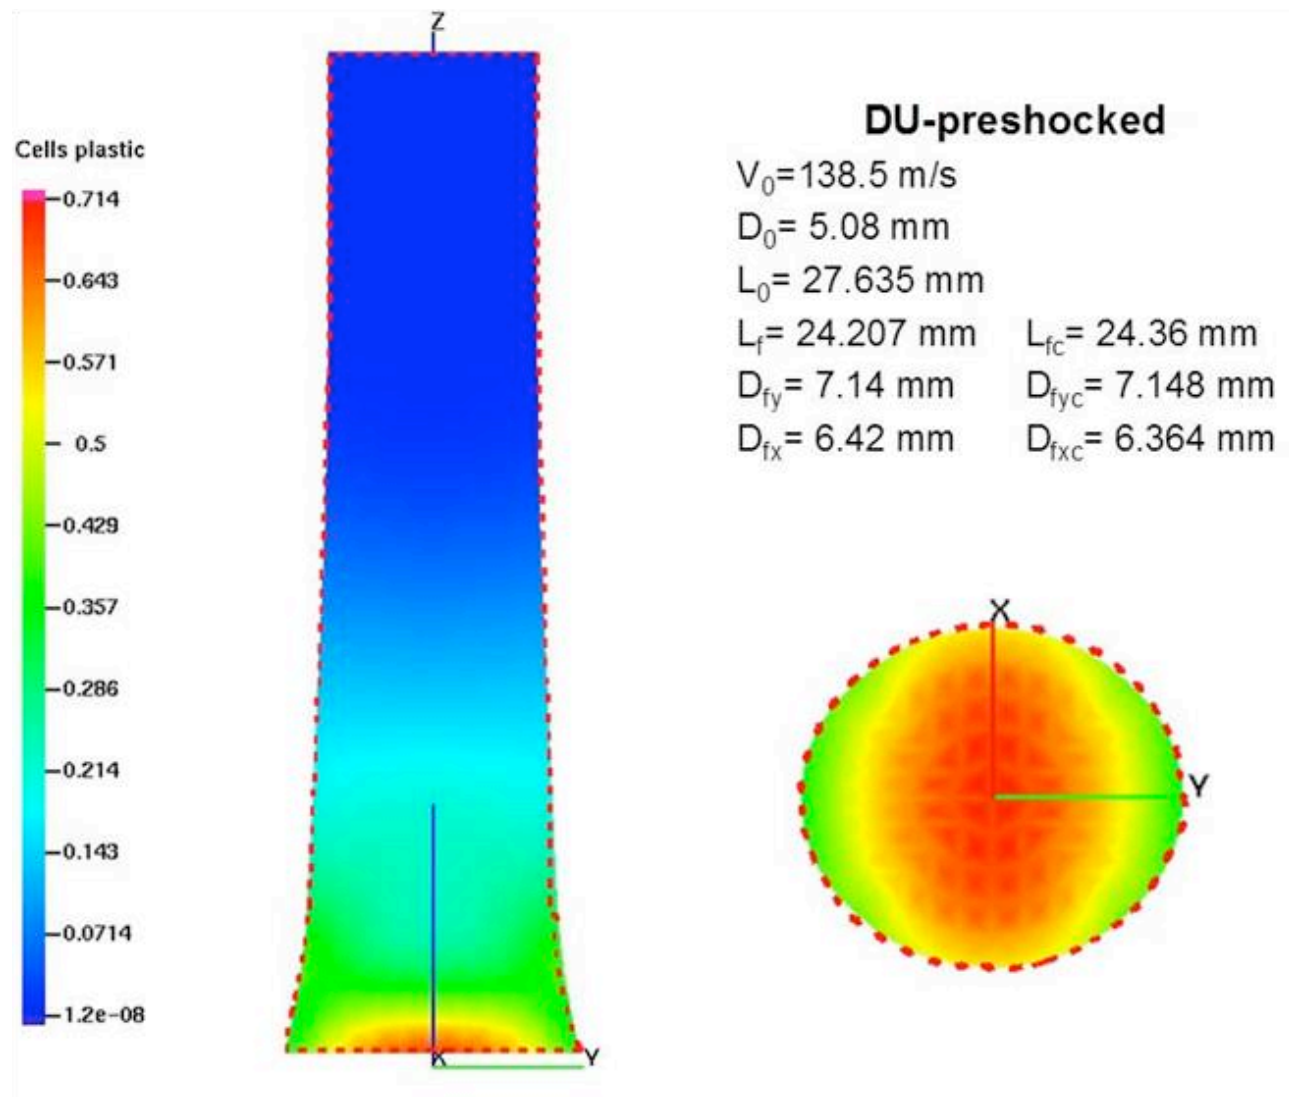 Z
Cells plastic
0.714
0.643
0.571
0.5
0.429
0.357
0.286
0.214
0.143
0.0714
1.2e-08
Y
DU-preshocked
V0=138.5 m/s
D0= 5.08 mm
L0= 27.635 mm
Lf= 24.207 mm Lfc= 24.36 mm
Dfy= 7.14 mm Dfyc= 7.148 mm
Dfx= 6.42 mm Dfxc= 6.364 mm
X
Y